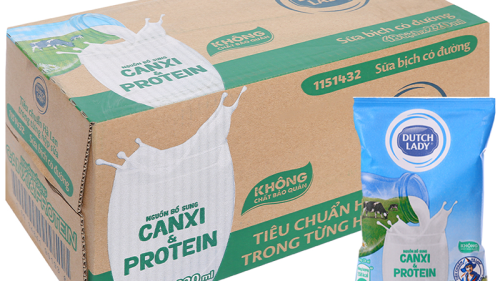 LADY
NGUỒN BỔ SUNG
CANXI
&
PROTEIN
KHÔNG
CHẤT BẢO QUẢN
Sữa bịch có đường
1151432 Sữa bịch có đường
NGUỒN BỔ SUNG
CANXI
&
PROTEIN
KHÔNG
CHẤT BẢO QUẢN
TIÊU CHUẨN H
TRONG TỪNG H
ml
DUTCH
LADY
NGUỒN BỔ SUNG
CANXI
&
PROTEIN